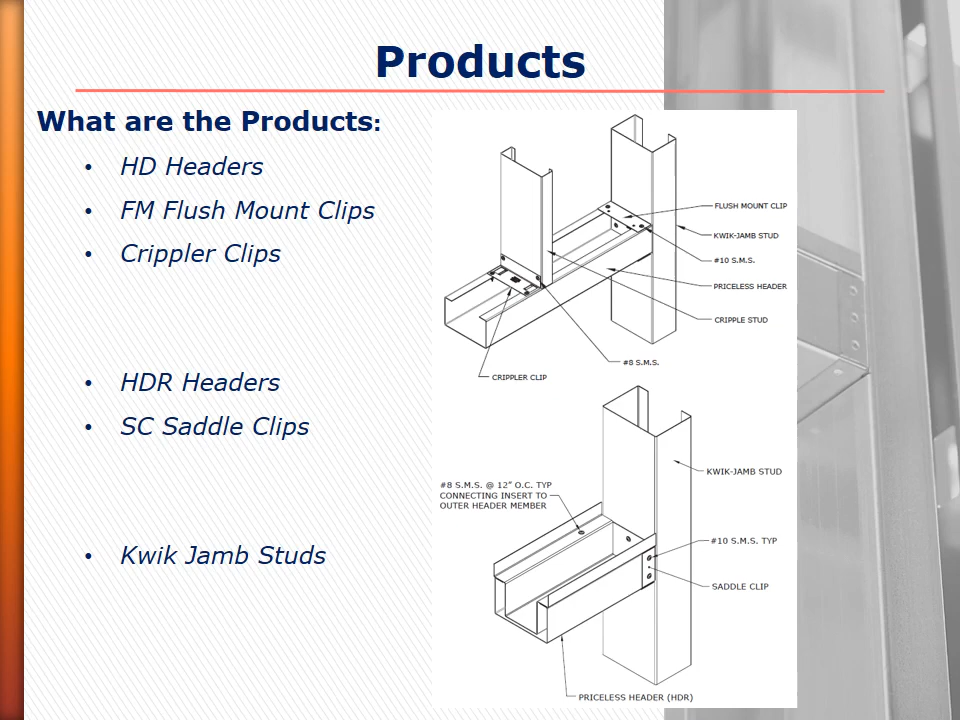 Products
What are the Products:
• HD Headers
• FM Flush Mount Clips
• Crippler Clips
• HDR Headers
• SC Saddle Clips
• Kwik Jamb Studs
FLUSH MOUNT CLIP
KWIK-JAMB STUD
#10 S.M.S.
PRICELESS HEADER
CRIPPLE STUD
#8 S.M.S.
CRIPPLER CLIP
KWIK-JAMB STUD
#8 S.M.S. @ 12" O.C. TYP
CONNECTING INSERT TO
OUTER HEADER MEMBER
#10 S.M.S. TYP
SADDLE CLIP
PRICELESS HEADER (HDR)